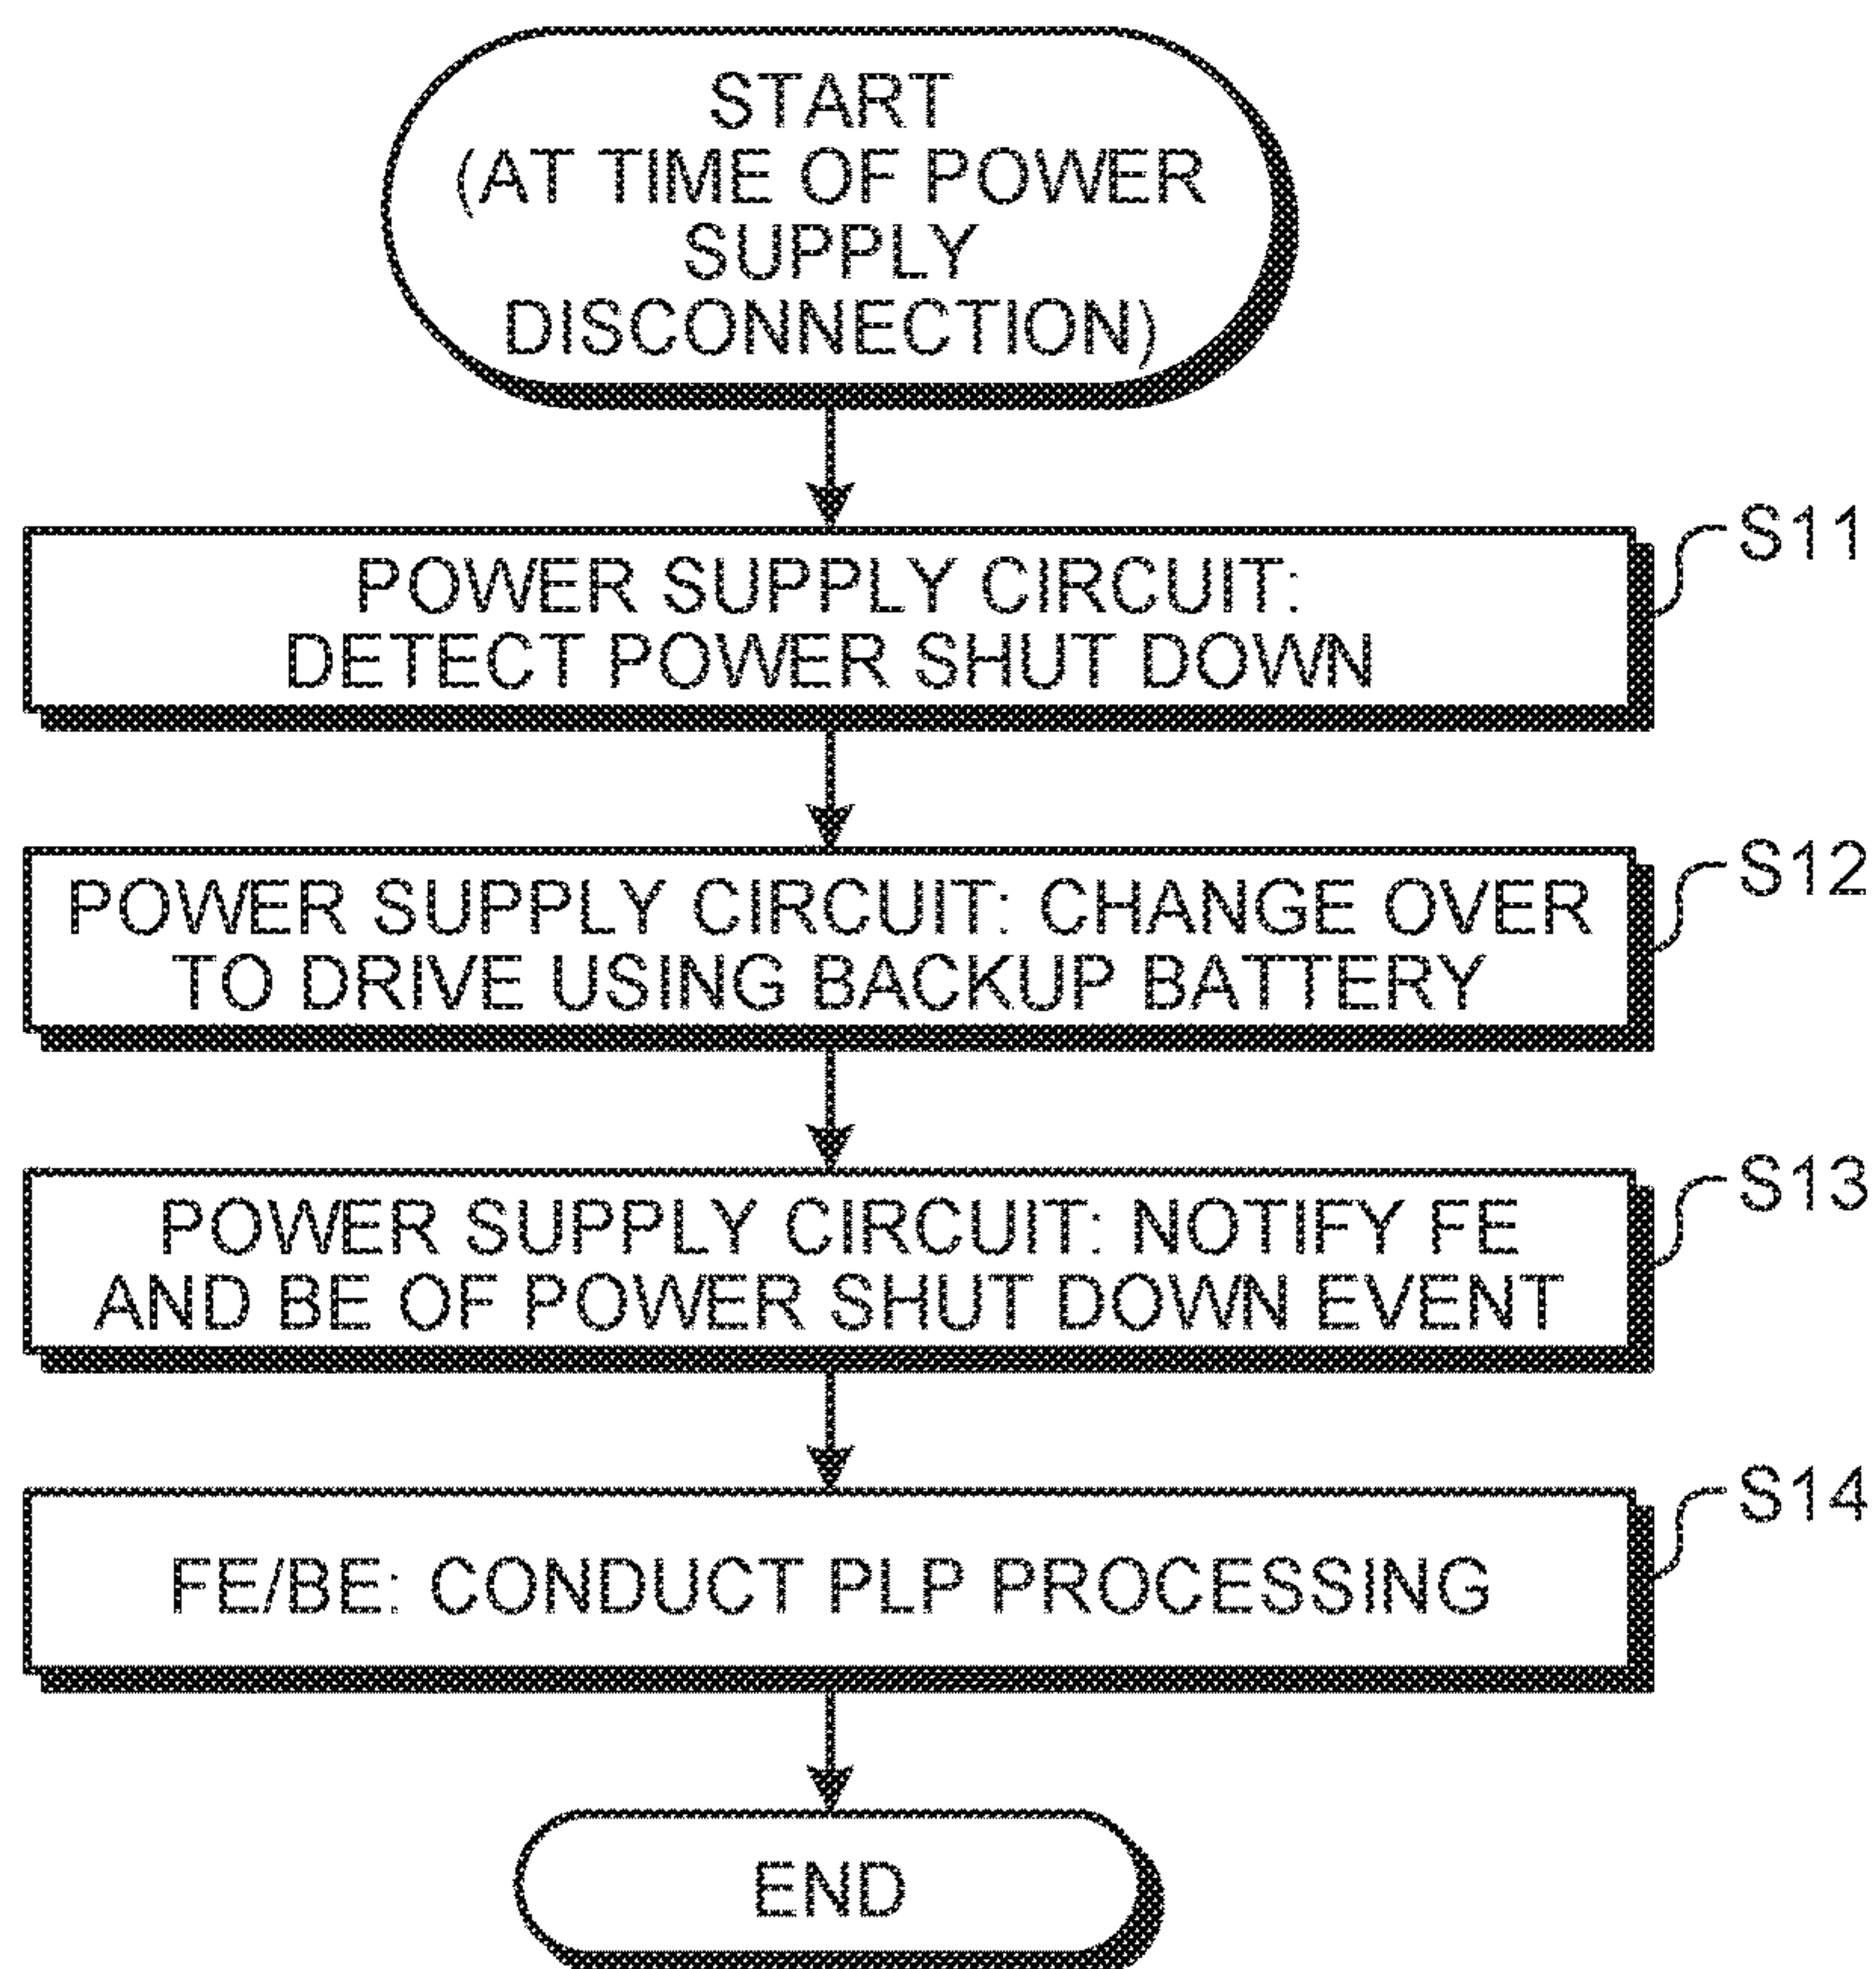 START
(AT TIME OF POWER
SUPPLY
DISCONNECTION)
S11
POWER SUPPLY CIRCUIT:
DETECT POWER SHUT DOWN
S12
POWER SUPPLY CIRCUIT: CHANGE OVER
TO DRIVE USING BACKUP BATTERY
S13
POWER SUPPLY CIRCUIT: NOTIFY FE
AND BE OF POWER SHUT DOWN EVENT
S14
FE/BE: CONDUCT PLP PROCESSING
END